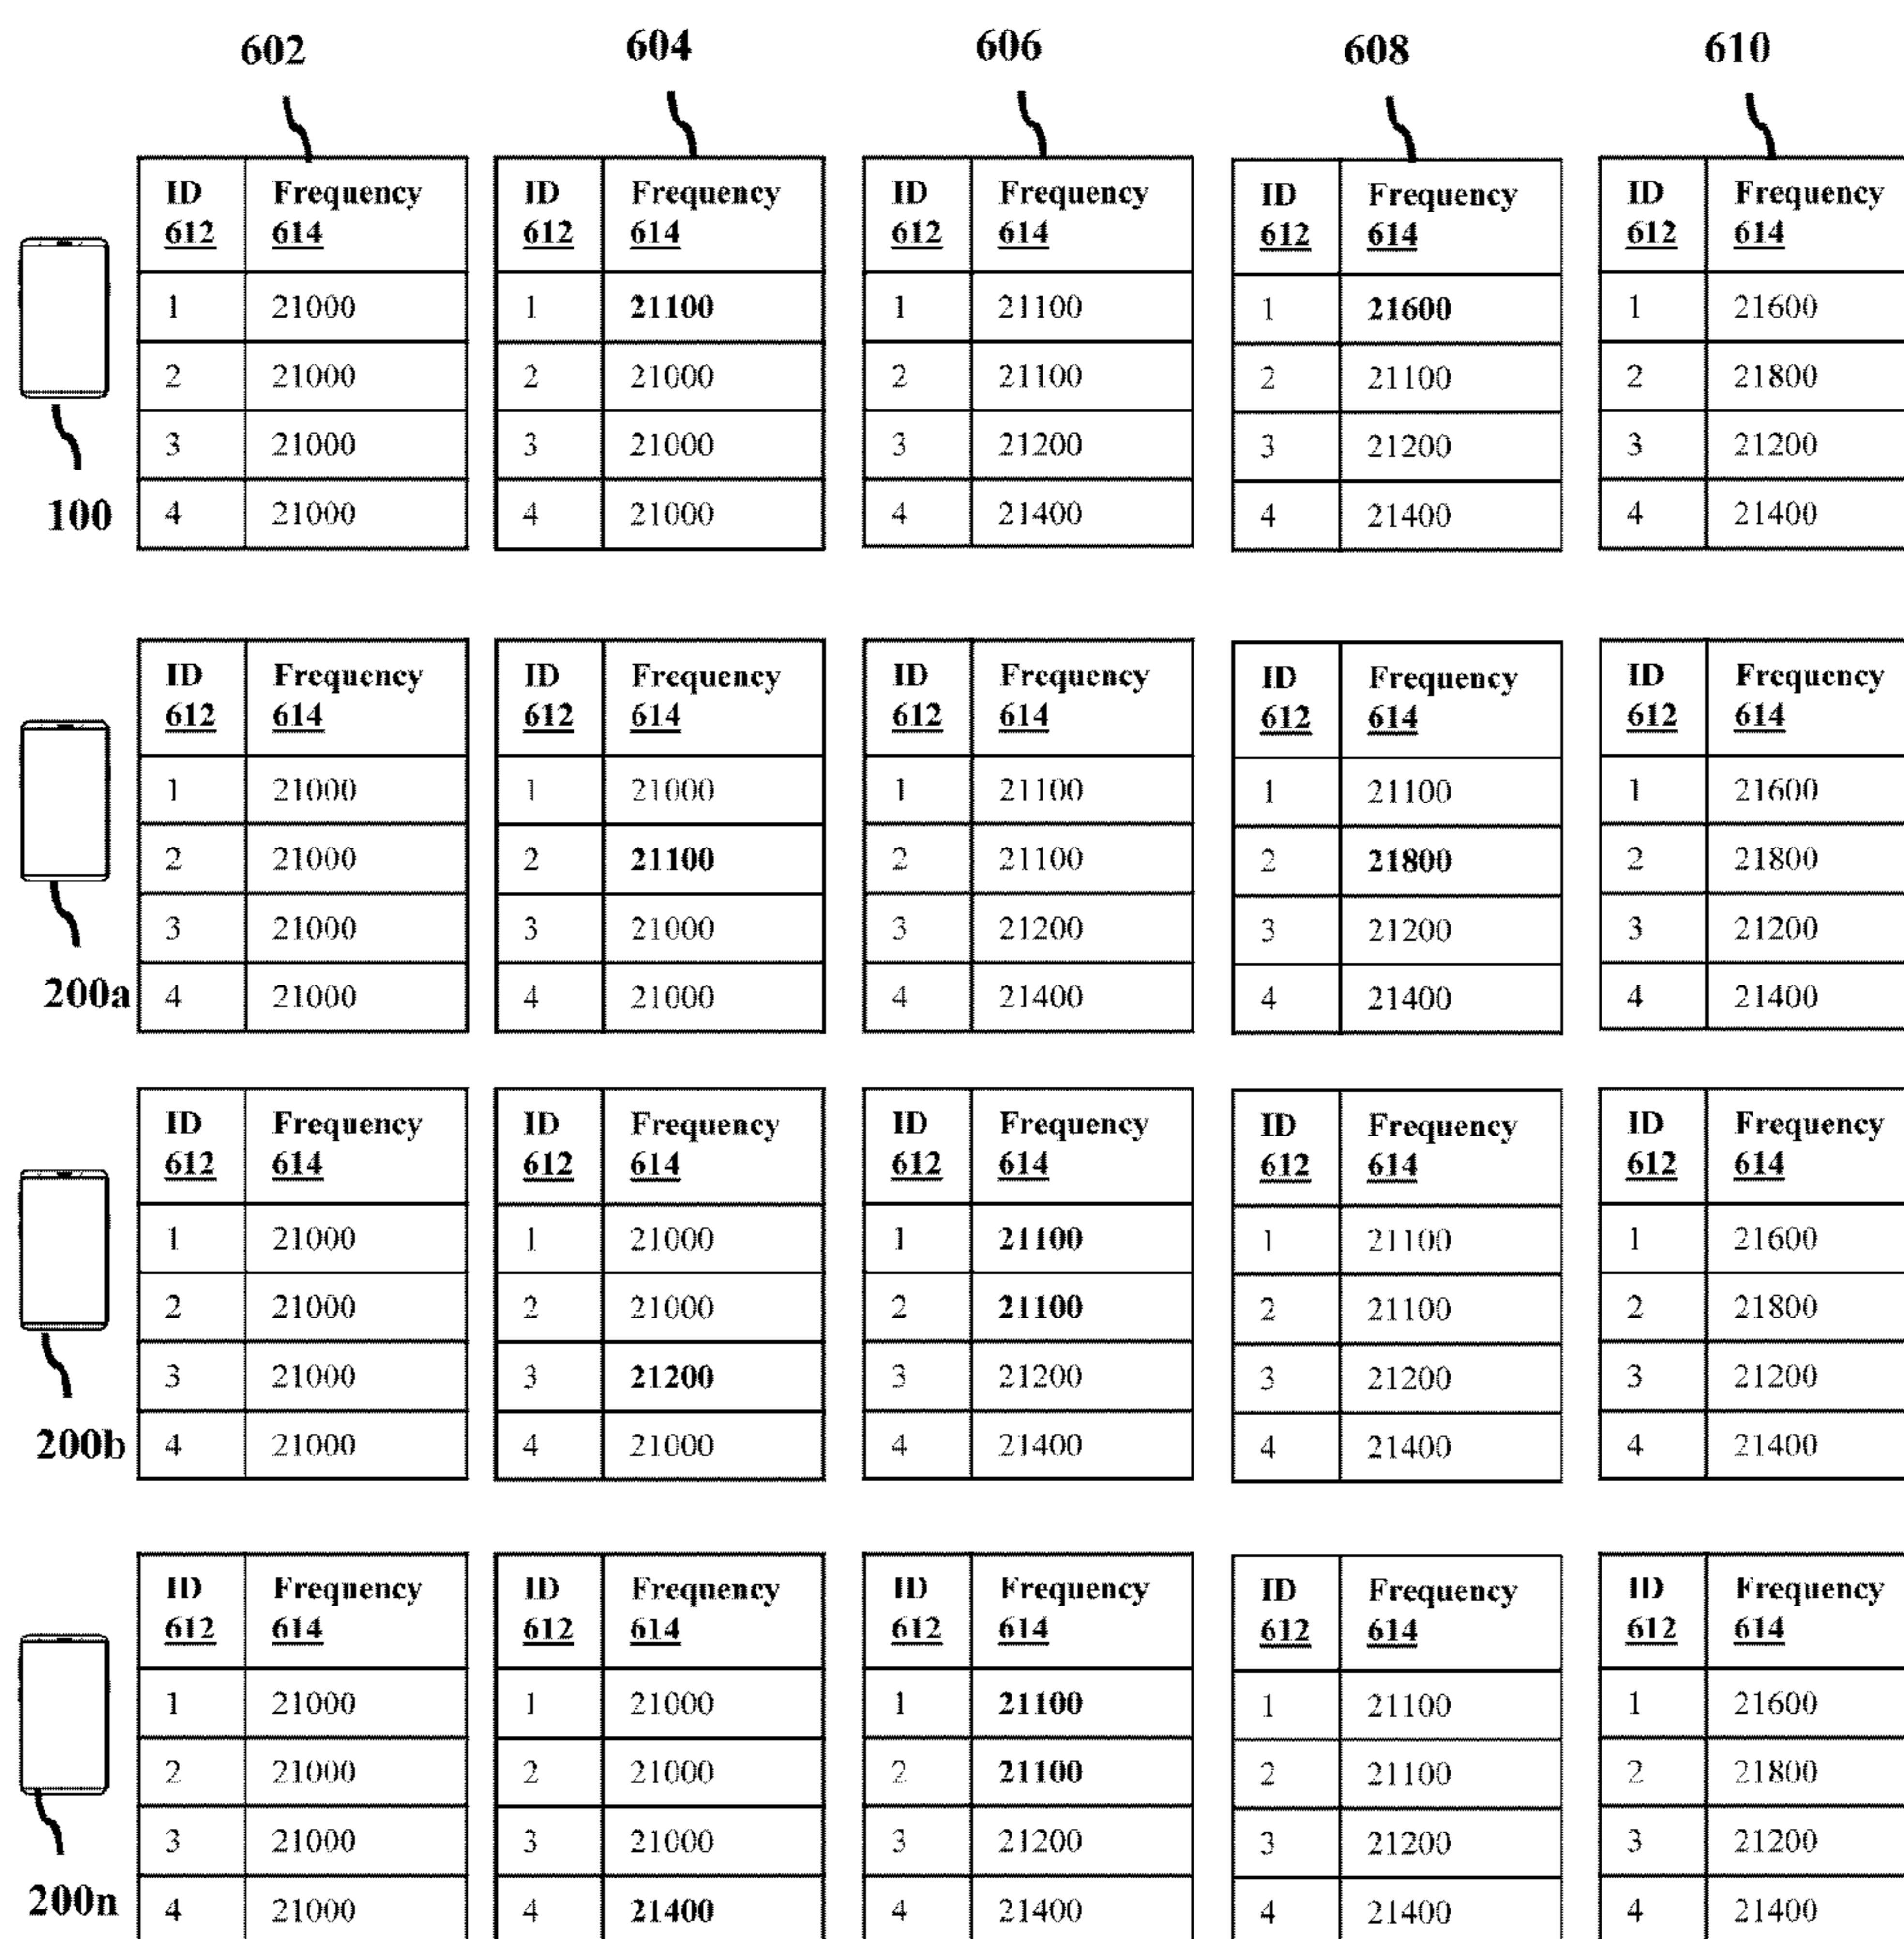 602 604 606 608 610
ID Frequency ID Frequency ID Frequency ID Frequency ID Frequency
612 614 612 614 612 614 612 614 612 614
1 21000 1 21100 1 21100 1 21600 1 21600
2 21000 2 21000 2 21100 2 21100 2 21800
3 21000 3 21000 3 21200 3 21200 3 21200
100 4 21000 4 21000 4 21400 4 21400 4 21400
ID Frequency ID Frequency ID Frequency ID Frequency ID Frequency
612 614 612 614 612 614 612 614 612 614
1 21000 1 21000 1 21100 1 21100 1 21600
2 21000 2 21100 2 21100 2 21800 2 21800
3 21000 3 21000 3 21200 3 21200 3 21200
200a 4 21000 4 21000 4 21400 4 21400 4 21400
ID Frequency ID Frequency ID Frequency ID Frequency ID Frequency
612 614 612 614 612 614 612 614 612 614
1 21000 1 21000 1 21100 1 21100 1 21600
2 21000 2 21000 2 21100 2 21100 2 21800
3 21000 3 21200 3 21200 3 21200 3 21200
200b 4 21000 4 21000 4 21400 4 21400 4 21400
ID Frequency ID Frequency ID Frequency ID Frequency ID Frequency
612 614 612 614 612 614 612 614 612 614
1 21000 1 21000 1 21100 1 21100 1 21600
2 21000 2 21000 2 21100 2 21100 2 21800
3 21000 3 21000 3 21200 3 21200 3 21200
200n 4 21000 4 21400 4 21400 4 21400 4 21400